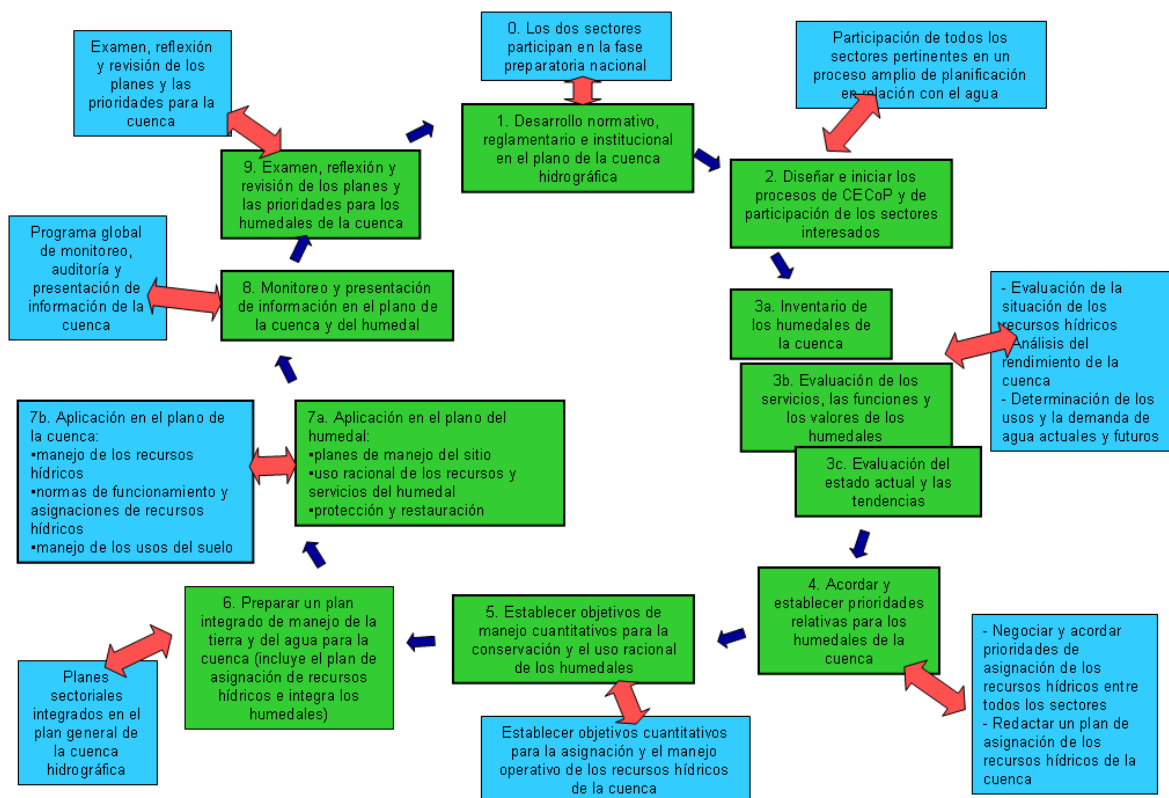 0. Los dos sectores
participan en la fase
preparatoria nacional
Examen, reflexión
y revisión de los
planes y las
prioridades para la
cuenca
Participación de todos los
sectores pertinentes en un
proceso amplio de planificación
en relación con el agua
1. Desarrollo normativo,
reglamentario e institucional
en el plano de la cuenca
hidrográfica
9. Examen, reflexión y
revisión de los planes y
las prioridades para los
humedales de la cuenca
2. Diseñar e iniciar los
procesos de CECoP y de
participación de los sectores
interesados
Programa global
de monitoreo,
auditoría y
presentación de
información de la
cuenca
8. Monitoreo y presentación
de información en el plano de
la cuenca y del humedal
3a. Inventario de
los humedales de
la cuenca
- Evaluación de la
situación de los
recursos hídricos
Análisis del
rendimiento de la
cuenca
- Determinación de los
usos y la demanda de
agua actuales y futuros
3b. Evaluación de los
servicios, las funciones y
los valores de los
humedales
3c. Evaluación del
estado actual y las
tendencias
7b. Aplicación en el plano de
la cuenca:
▪manejo de los recursos
hídricos
▪normas de funcionamiento y
asignaciones de recursos
hídricos
▪manejo de los usos del suelo
7a. Aplicación en el plano del
humedal:
▪planes de manejo del sitio
▪uso racional de los recursos y
servicios del humedal
▪protección y restauración
4. Acordar y
establecer prioridades
relativas para los
humedales de la
cuenca
5. Establecer objetivos de
manejo cuantitativos para la
conservación y el uso racional
de los humedales
6. Preparar un plan
integrado de manejo de la
tierra y del agua para la
cuenca (incluye el plan de
asignación de recursos
hídricos e integra los
humedales)
- Negociar y acordar
prioridades de
asignación de los
recursos hídricos entre
todos los sectores
- Redactar un plan de
asignación de los
recursos hídricos de la
cuenca
Planes
sectoriales
integrados en el
plan general de
la cuenca
hidrográfica
Establecer objetivos cuantitativos
para la asignación y el manejo
operativo de los recursos hídricos
de la cuenca